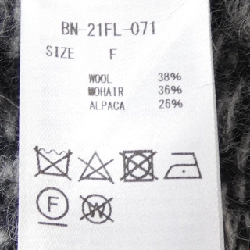 BN-21FL-071
SIZE F
WOOL 38%
MOHAIR 36%
ALPACA 26%
F W